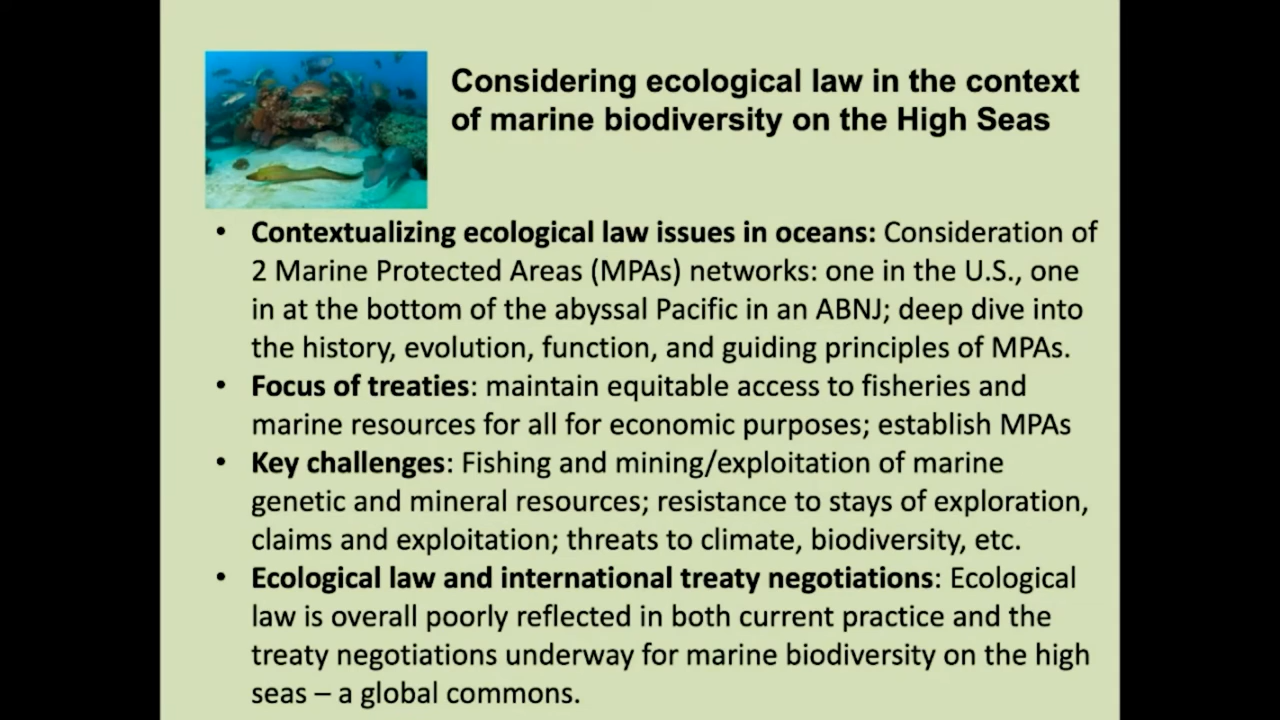 Considering ecological law in the context
of marine biodiversity on the High Seas
• Contextualizing ecological law issues in oceans: Consideration of
2 Marine Protected Areas (MPAs) networks: one in the U.S., one
in at the bottom of the abyssal Pacific in an ABNJ; deep dive into
the history, evolution, function, and guiding principles of MPAs.
• Focus of treaties: maintain equitable access to fisheries and
marine resources for all for economic purposes; establish MPAs
• Key challenges: Fishing and mining/exploitation of marine
genetic and mineral resources; resistance to stays of exploration,
claims and exploitation; threats to climate, biodiversity, etc.
• Ecological law and international treaty negotiations: Ecological
law is overall poorly reflected in both current practice and the
treaty negotiations underway for marine biodiversity on the high
seas – a global commons.